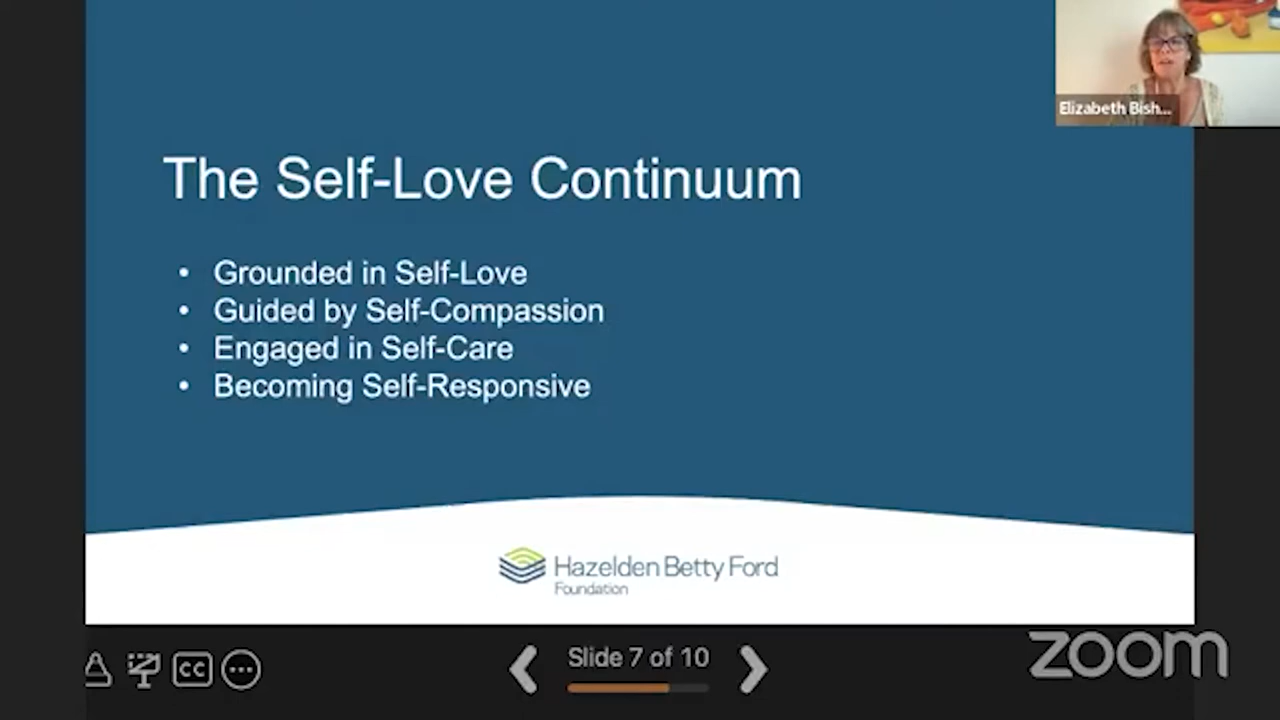 Elizabeth Bish...
The Self-Love Continuum
• Grounded in Self-Love
• Guided by Self-Compassion
• Engaged in Self-Care
• Becoming Self-Responsive
Hazelden Betty Ford
Foundation
CC
Slide 7 of 10
zoom